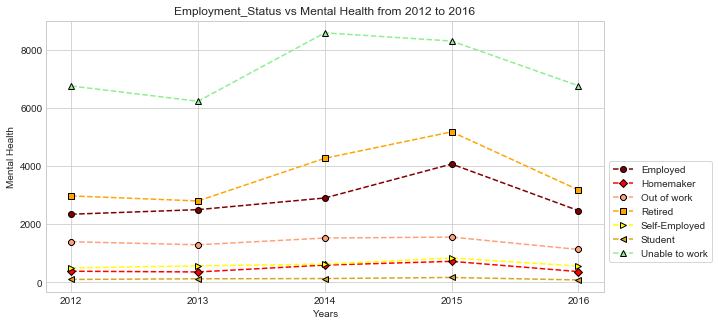 Employment_Status vs Mental Health from 2012 to 2016
Mental Health
8000
6000
4000
2000
0
2012 2013 2014 2015 2016
Years
Employed
Homemaker
Out of work
Retired
Self-Employed
Student
Unable to work